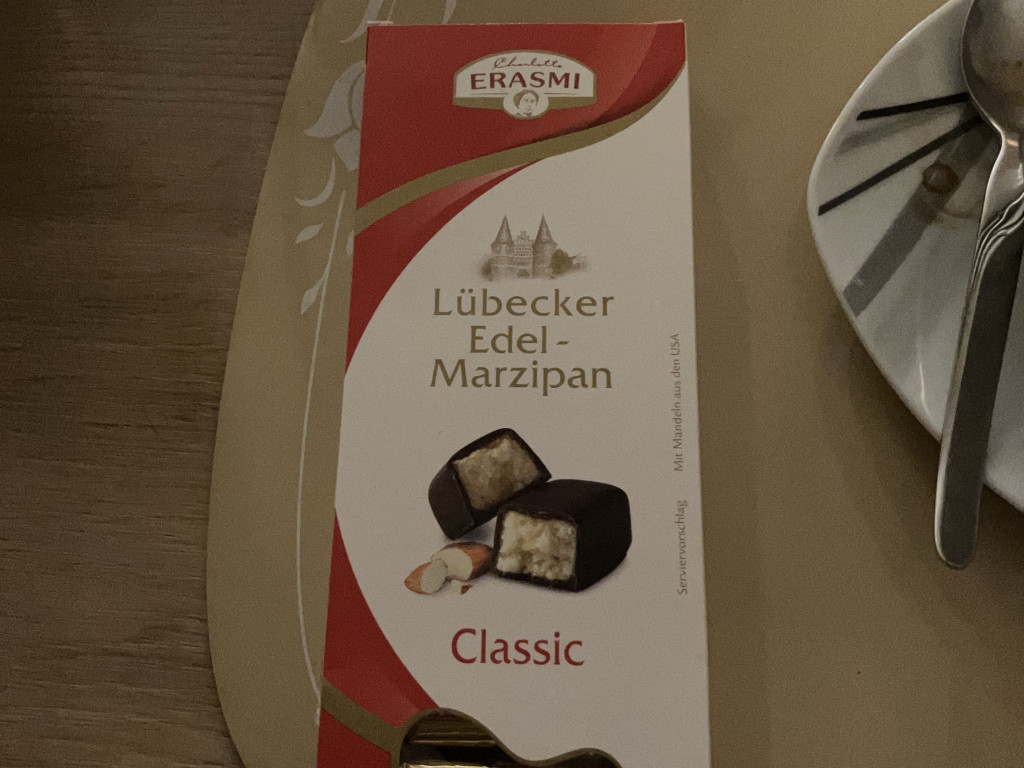 Charlotte
ERASMI
Lübecker
Edel-
Marzipan
Serviervorschlag
Mit Mandeln aus den USA
Classic